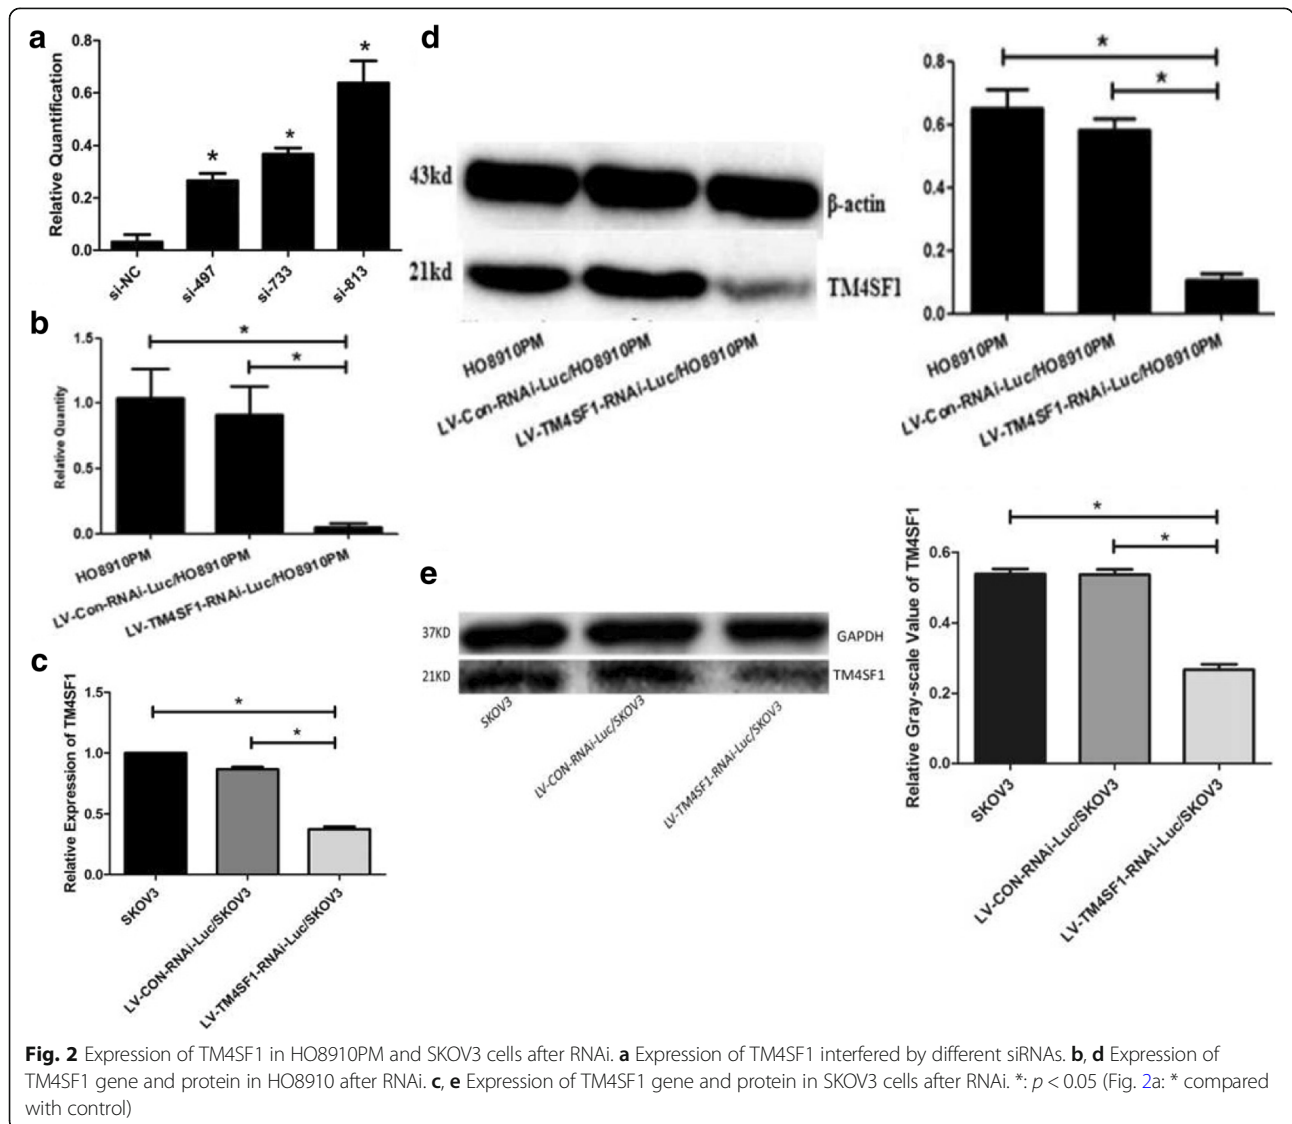 a
Relative Quantification
0.8
0.6
0.4
0.2
0.0
*
*
*
si-NC
si-497
si-733
si-813
b
Relative Quantity
1.5
1.0
0.5
0.0
*
*
HO8910PM
LV-Con-RNAi-Luc/HO8910PM
LV-TM4SF1-RNAi-Luc/HO8910PM
c
Relative Expression of TM4SF1
1.5
1.0
0.5
0.0
*
*
SKOV3
LV-CON-RNAi-Luc/SKOV3
LV-TM4SF1-RNAi-Luc/SKOV3
d
43kd
β-actin
21kd
TM4SF1
HO8910PM
LV-Con-RNAi-Luc/HO8910PM
LV-TM4SF1-RNAi-Luc/HO8910PM
0.8
0.6
0.4
0.2
0.0
*
*
HO8910PM
LV-Con-RNAi-Luc/HO8910PM
LV-TM4SF1-RNAi-Luc/HO8910PM
e
37KD
GAPDH
21KD
TM4SF1
SKOV3
LV-CON-RNAi-Luc/SKOV3
LV-TM4SF1-RNAi-Luc/SKOV3
Relative Gray-scale Value of TM4SF1
0.6
0.4
0.2
0.0
*
*
SKOV3
LV-CON-RNAi-Luc/SKOV3
LV-TM4SF1-RNAi-Luc/SKOV3
Fig. 2 Expression of TM4SF1 in HO8910PM and SKOV3 cells after RNAi. a Expression of TM4SF1 interfered by different siRNAs. b, d Expression of
TM4SF1 gene and protein in HO8910 after RNAi. c, e Expression of TM4SF1 gene and protein in SKOV3 cells after RNAi. *: p < 0.05 (Fig. 2a: * compared
with control)